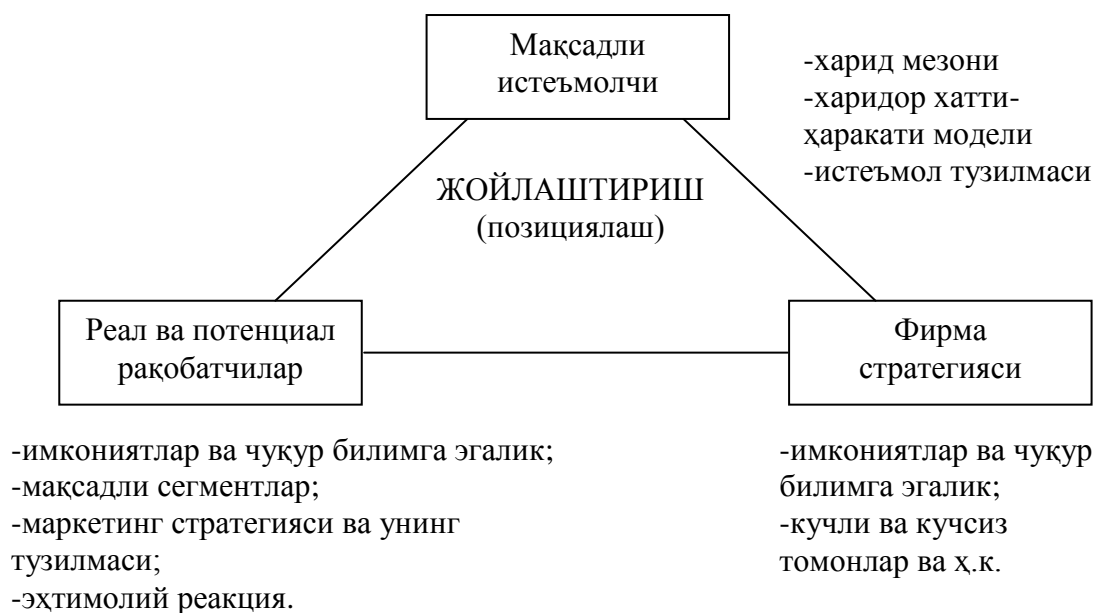 Мақсадли
истеъмолчи
-харид мезони
-харидор хатти-
ҳаракати модели
-истеъмол тузилмаси
ЖОЙЛАШТИРИШ
(позициялаш)
Реал ва потенциал
рақобатчилар
Фирма
стратегияси
-имкониятлар ва чуқур билимга эгалик;
-мақсадли сегментлар;
-маркетинг стратегияси ва унинг
тузилмаси;
-эҳтимолий реакция.
-имкониятлар ва чуқур
билимга эгалик;
-кучли ва кучсиз
томонлар ва ҳ.к.